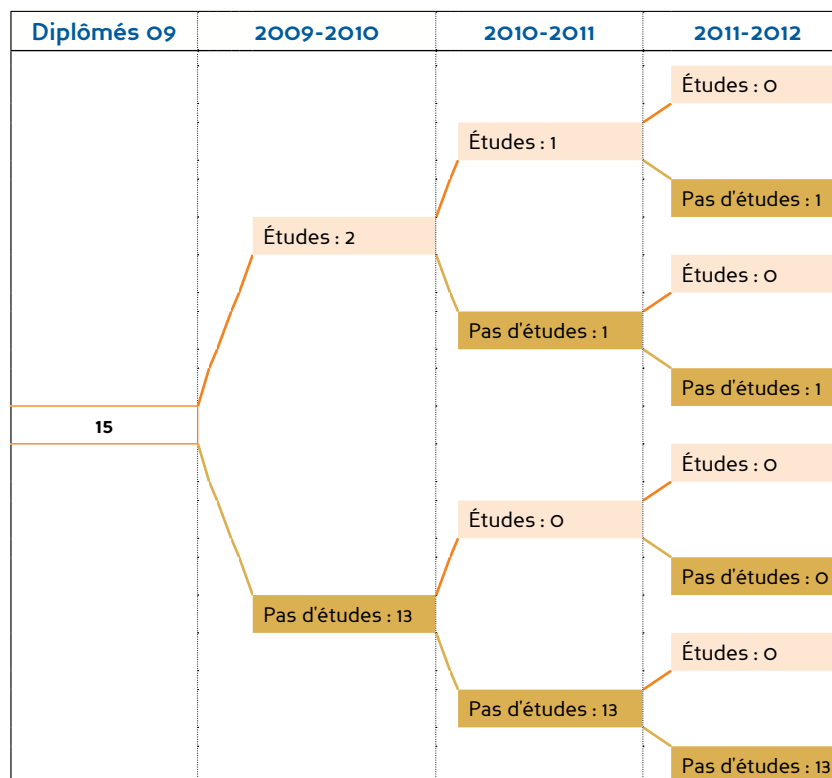 Diplômés 09 2009-2010 2010-2011 2011-2012
Études : 0
Études : 1
Pas d'études : 1
Études : 2
Études : 0
Pas d'études : 1
Pas d'études : 1
15
Études : 0
Études : 0
Pas d'études : 0
Pas d'études : 13
Études : 0
Pas d'études : 13
Pas d'études : 13